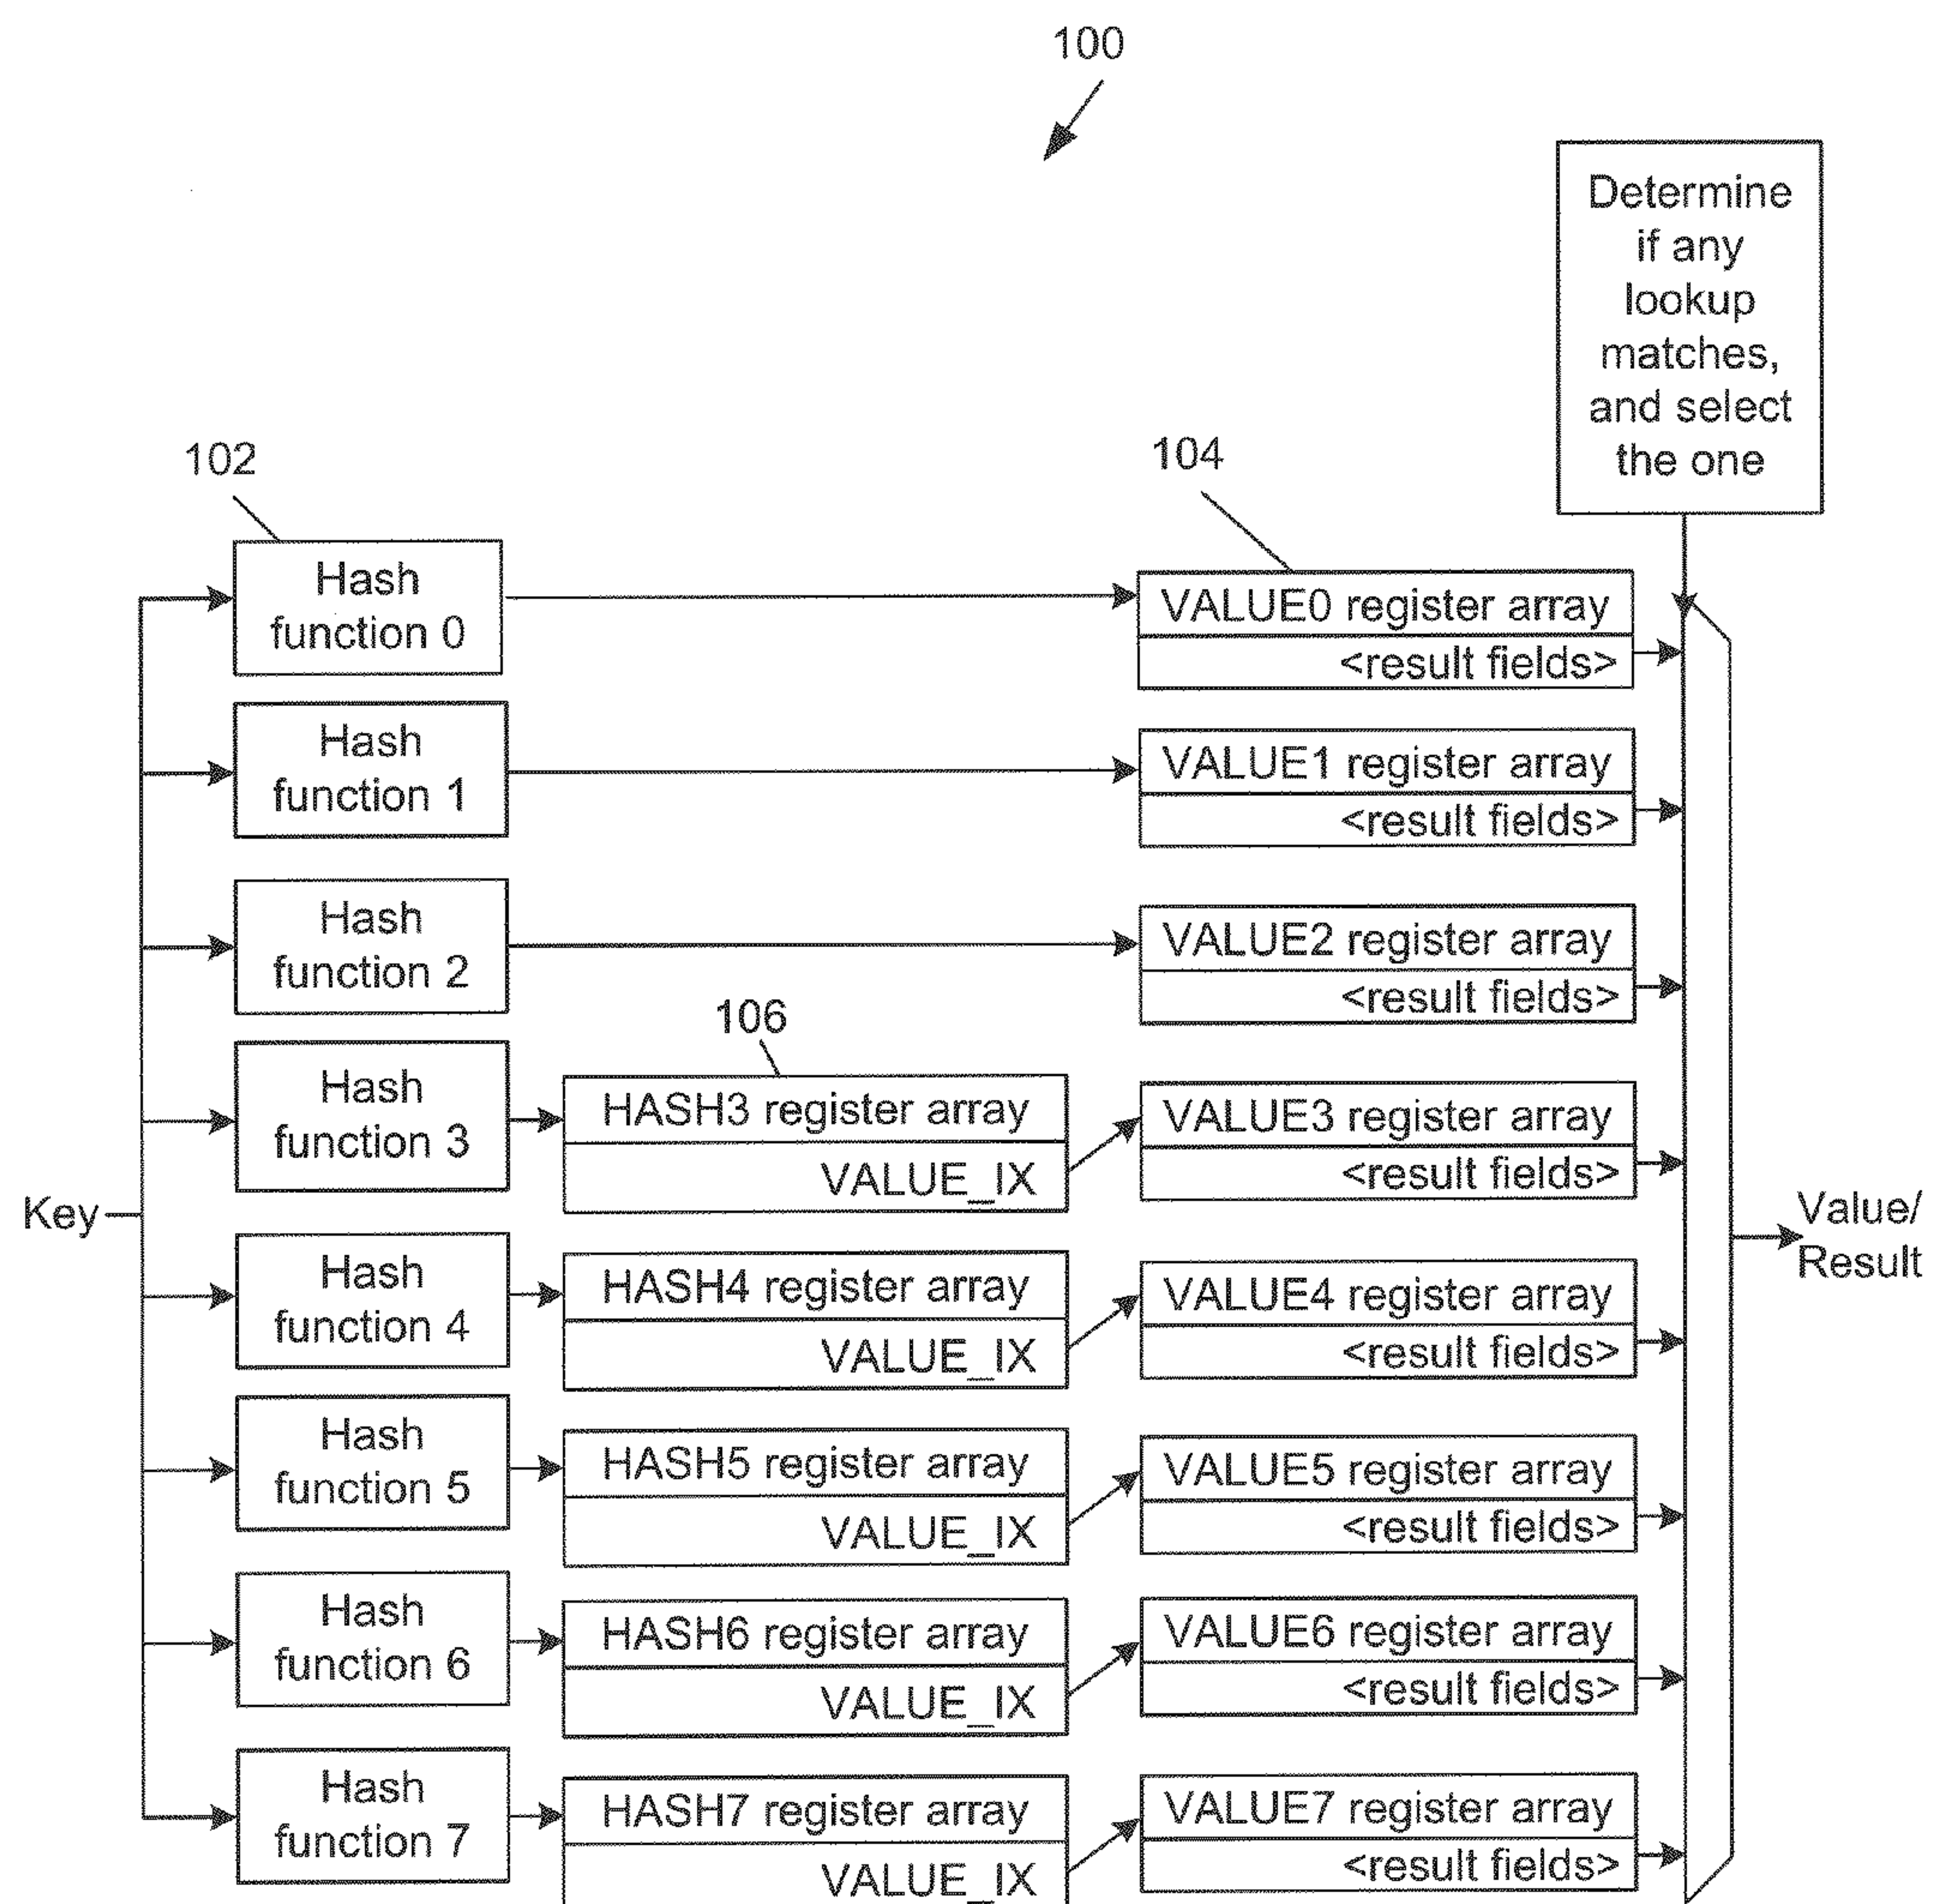 100
Determine
if any
lookup
matches,
and select
the one
102
104
Hash
function 0
VALUE0 register array
<result fields>
Hash
function 1
VALUE1 register array
<result fields>
Hash
function 2
VALUE2 register array
<result fields>
106
Hash
function 3
HASH3 register array
VALUE_IX
VALUE3 register array
<result fields>
Key
Value/
Result
Hash
function 4
HASH4 register array
VALUE_IX
VALUE4 register array
<result fields>
Hash
function 5
HASH5 register array
VALUE_IX
VALUE5 register array
<result fields>
Hash
function 6
HASH6 register array
VALUE_IX
VALUE6 register array
<result fields>
Hash
function 7
HASH7 register array
VALUE_IX
VALUE7 register array
<result fields>